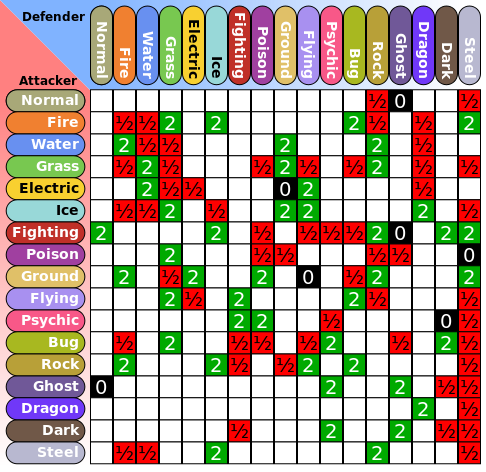 Defender
Attacker
Normal Fire Water Grass Electric Ice Fighting Poison Ground Flying Psychic Bug Rock Ghost Dragon Dark Steel
Normal ½ 0 ½
Fire ½ ½ 2 2 2 ½ ½ 2
Water 2 ½ ½ 2 2 ½
Grass ½ 2 ½ ½ 2 ½ ½ 2 ½ ½
Electric 2 ½ ½ 0 2 ½
Ice ½ ½ 2 ½ 2 2 2 ½
Fighting 2 2 ½ ½ ½ ½ 2 0 2 2
Poison 2 ½ ½ ½ ½ 0
Ground 2 ½ 2 2 0 ½ 2 2
Flying 2 ½ 2 2 ½ ½
Psychic 2 2 ½ 0 ½
Bug ½ 2 ½ ½ ½ 2 ½ 2 ½
Rock 2 2 ½ ½ 2 2 ½
Ghost 0 2 2 ½ ½
Dragon 2 ½
Dark ½ 2 2 ½ ½
Steel ½ ½ 2 2 ½